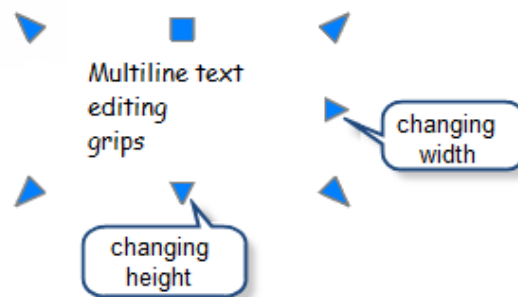 Multiline text
editing
grips
changing
width
changing
height